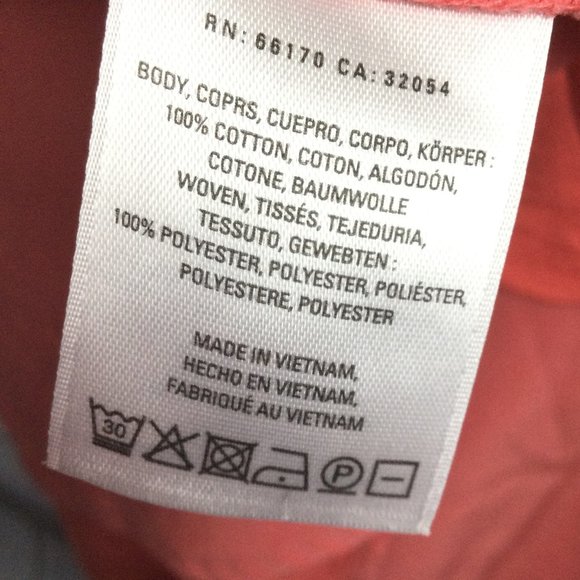 RN: 66170 CA: 32054
BODY, COPRS, CUEPRO, CORPO, KÖRPER :
100% COTTON, COTON, ALGODÓN,
COTONE, BAUMWOLLE
WOVEN, TISSÉS, TEJEDURIA,
TESSUTO, GEWEBTEN :
100% POLYESTER, POLYESTER, POLIÉSTER,
POLYESTERE, POLYESTER
MADE IN VIETNAM,
HECHO EN VIETNAM,
FABRIQUÉ AU VIETNAM
30 P